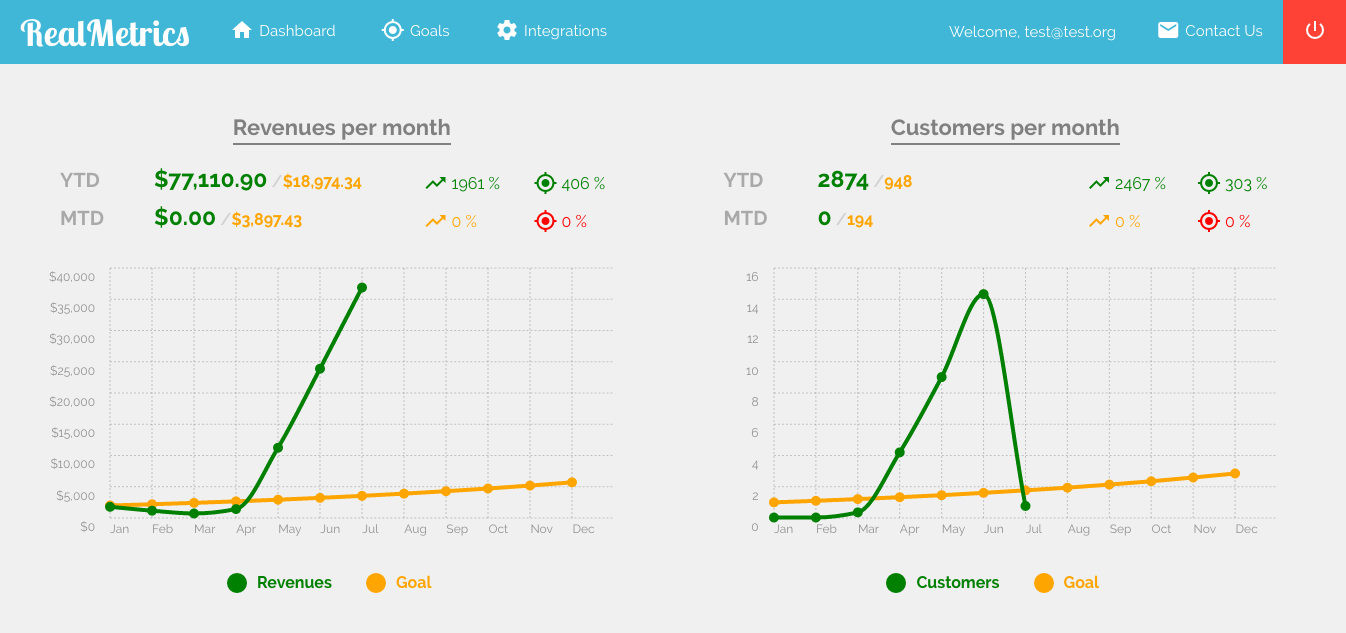 RealMetrics Dashboard Goals Integrations Welcome, test@test.org Contact Us
Revenues per month
YTD $77,110.90 / $18,974.34 1961 % 406 %
MTD $0.00 / $3,897.43 0 % 0 %
$40,000
$35,000
$30,000
$25,000
$20,000
$15,000
$10,000
$5,000
$0
Jan Feb Mar Apr May Jun Jul Aug Sep Oct Nov Dec
Revenues Goal
Customers per month
YTD 2874 / 948 2467 % 303 %
MTD 0 / 194 0 % 0 %
16
14
12
10
8
6
4
2
0
Jan Feb Mar Apr May Jun Jul Aug Sep Oct Nov Dec
Customers Goal